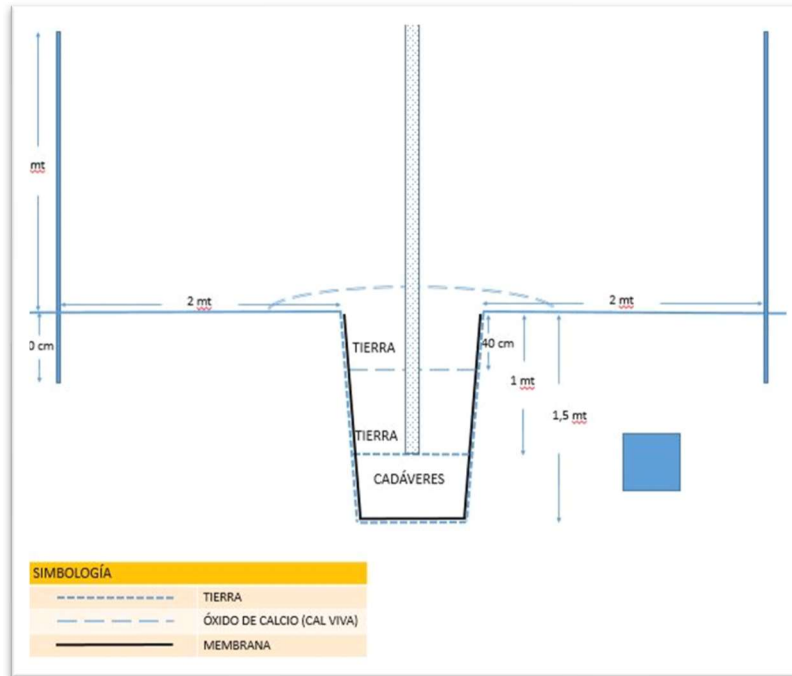 mt
2 mt
2 mt
0 cm
TIERRA
40 cm
1 mt
1,5 mt
TIERRA
CADÁVERES
SIMBOLOGÍA
TIERRA
ÓXIDO DE CALCIO (CAL VIVA)
MEMBRANA